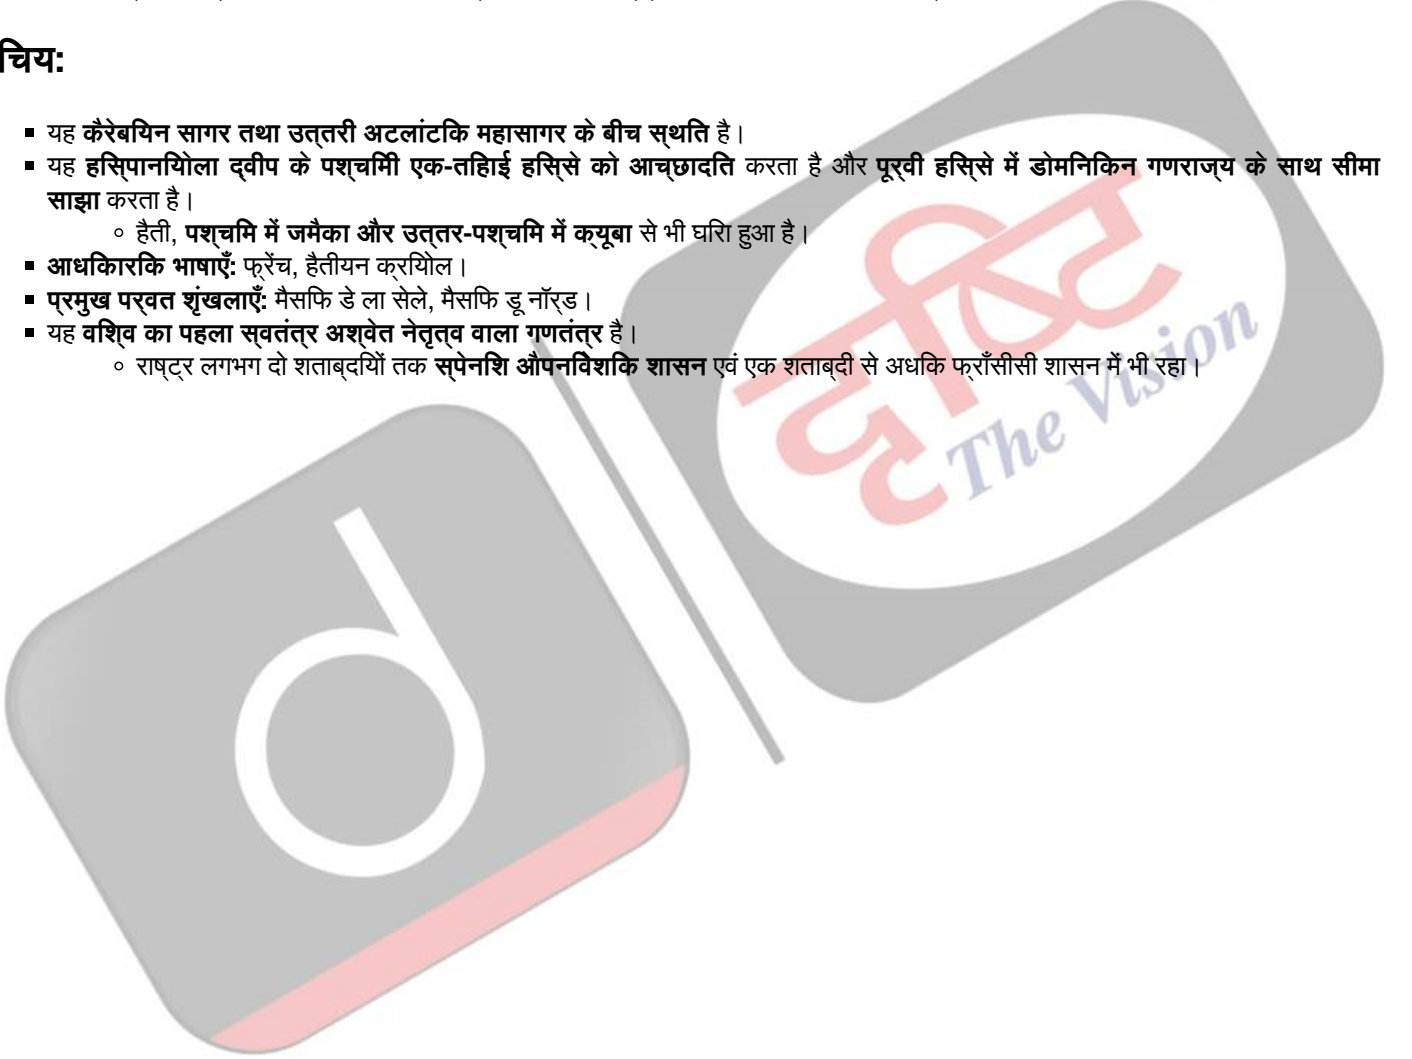 चिय:
यह कैरेबियन सागर तथा उत्तरी अटलांटिक महासागर के बीच स्थित है।
यह हिस्पानियोला द्वीप के पश्चिमी एक-तिहाई हिस्से को आच्छादित करता है और पूर्वी हिस्से में डोमिनिकन गणराज्य के साथ सीमा
साझा करता है।
हैती, पश्चिम में जमैका और उत्तर-पश्चिम में क्यूबा से भी घिरा हुआ है।
आधिकारिक भाषाएँ: फ्रेंच, हैतीयन क्रियोल।
प्रमुख पर्वत शृंखलाएँ: मैसिफ डे ला सेले, मैसिफ डू नॉर्ड।
यह विश्व का पहला स्वतंत्र अश्वेत नेतृत्व वाला गणतंत्र है।
राष्ट्र लगभग दो शताब्दियों तक स्पेनिश औपनिवेशिक शासन एवं एक शताब्दी से अधिक फ्राँसीसी शासन में भी रहा।
दृष्टि
The Vision
d